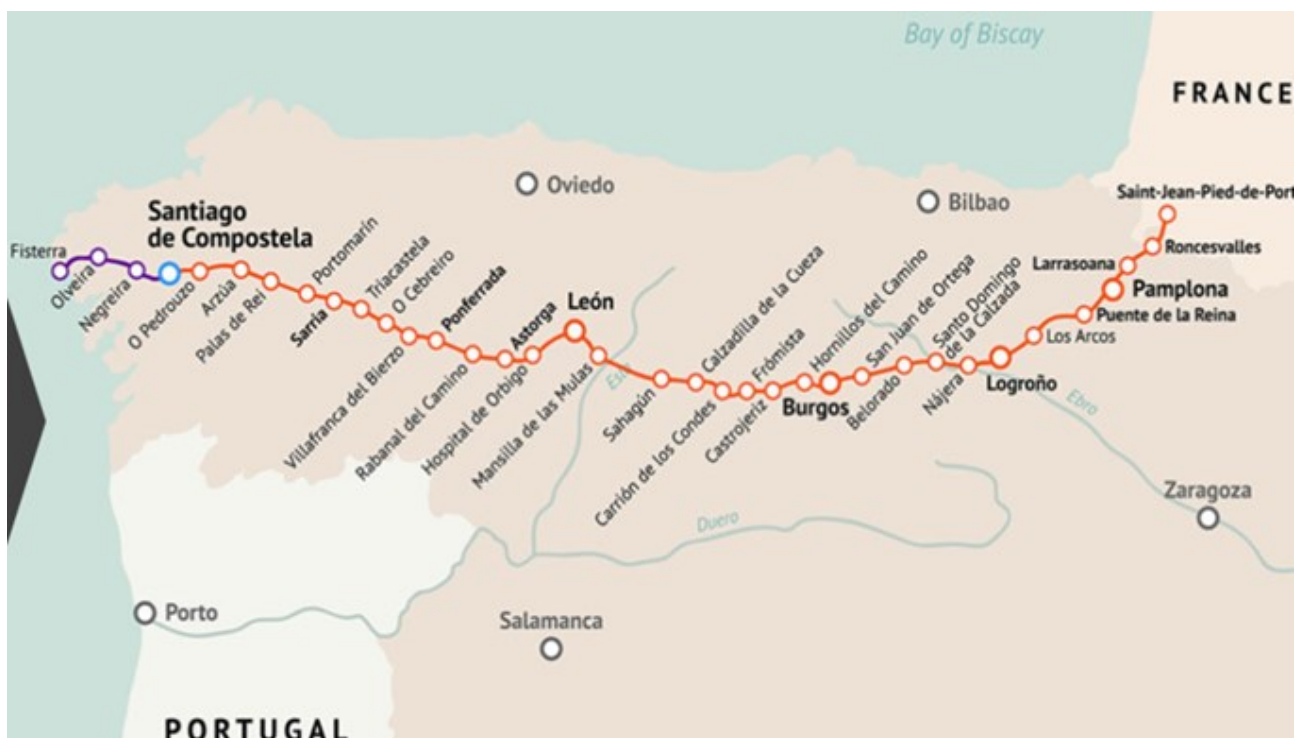 Bay of Biscay
FRANCE
Oviedo
Bilbao
Saint-Jean-Pied-de-Port
Roncesvalles
Larrasoana
Pamplona
Puente de la Reina
Los Arcos
Logroño
Nájera
Santo Domingo
de la Calzada
Belorado
San Juan de Ortega
Burgos
Hornillos del Camino
Castrojeriz
Frómista
Carrión de los Condes
Calzadilla de la Cueza
Sahagún
Mansilla de las Mulas
León
Hospital de Orbigo
Astorga
Rabanal del Camino
Ponferrada
Villafranca del Bierzo
O Cebreiro
Triacastela
Sarria
Portomarín
Palas de Rei
Arzúa
O Pedrouzo
Santiago
de Compostela
Negreira
Olveira
Fisterra
Ebro
Duero
Zaragoza
Porto
Salamanca
PORTUGAL